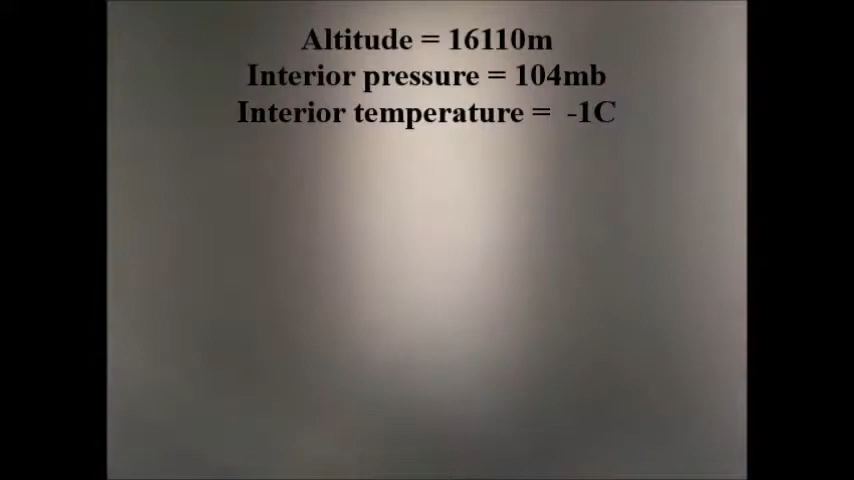 Altitude = 16110m
Interior pressure = 104mb
Interior temperature =  -1C